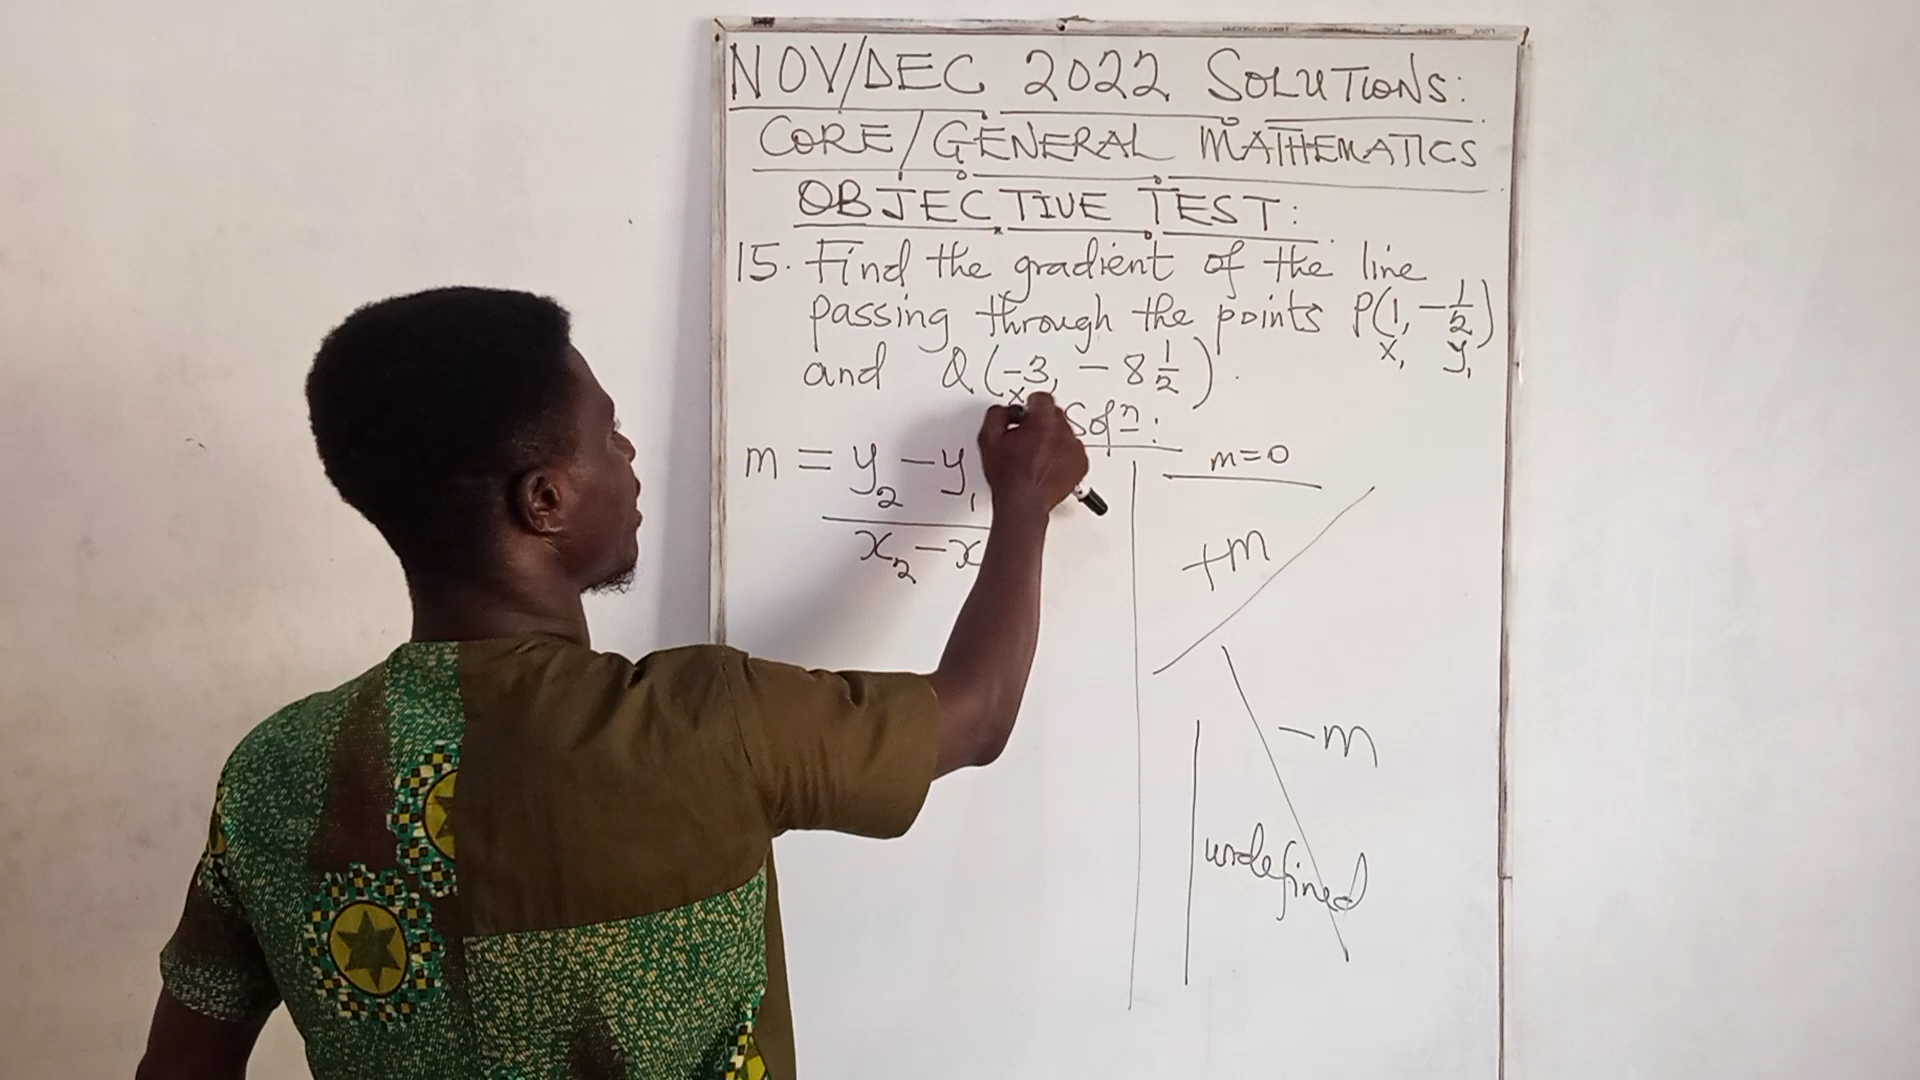 NOV/DEC 2022 SOLUTIONS:
CORE/GENERAL MATHEMATICS
OBJECTIVE TEST:
15. Find the gradient of the line
passing through the points P(1, -1/2)
x₁ y₁
and Q(-3, -8 1/2).
x
Solⁿ:
m = y₂ - y₁
x₂ - x
m=0
+m
-m
undefined